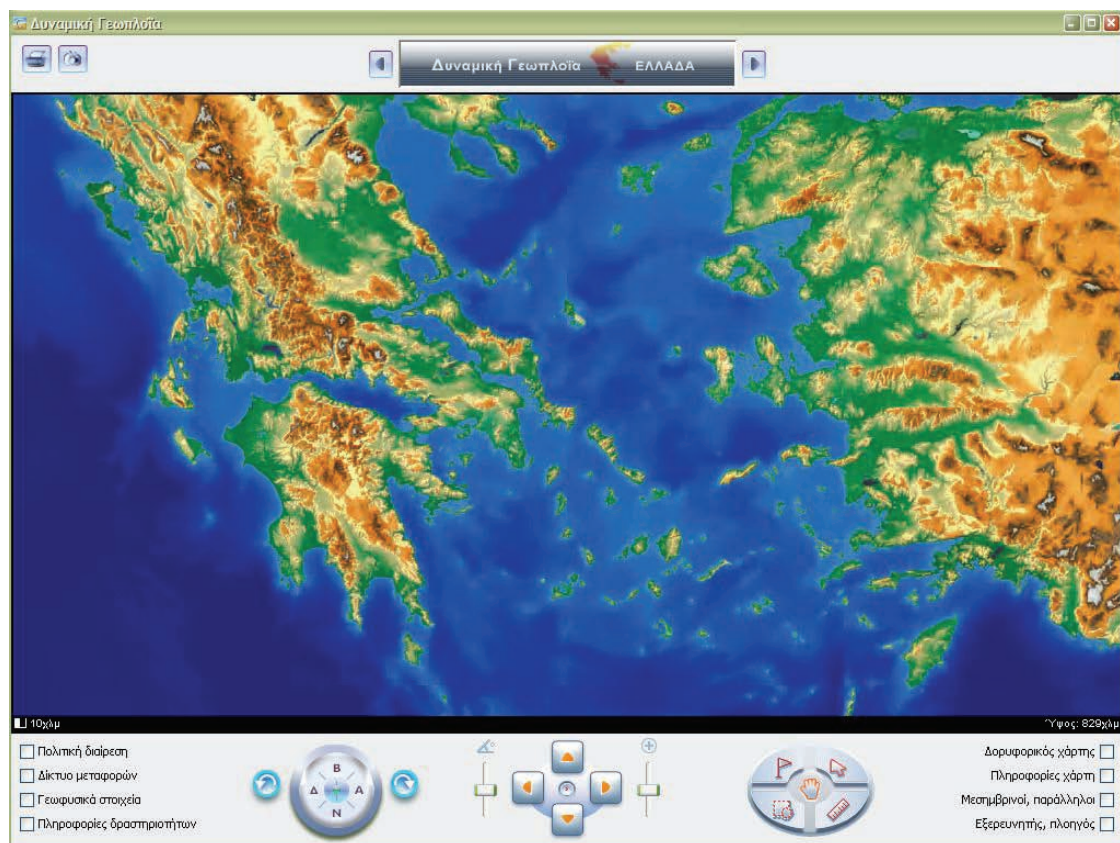 Δυναμική Γεωπλοΐα
Δυναμική Γεωπλοΐα ΕΛΛΑΔΑ
10χλμ
Ύψος: 829χλμ
Πολιτική διαίρεση
Δίκτυο μεταφορών
Γεωφυσικά στοιχεία
Πληροφορίες δραστηριοτήτων
Β
Δ Α
Ν
Δορυφορικός χάρτης
Πληροφορίες χάρτη
Μεσημβρινοί, παράλληλοι
Εξερευνητής, πλοηγός